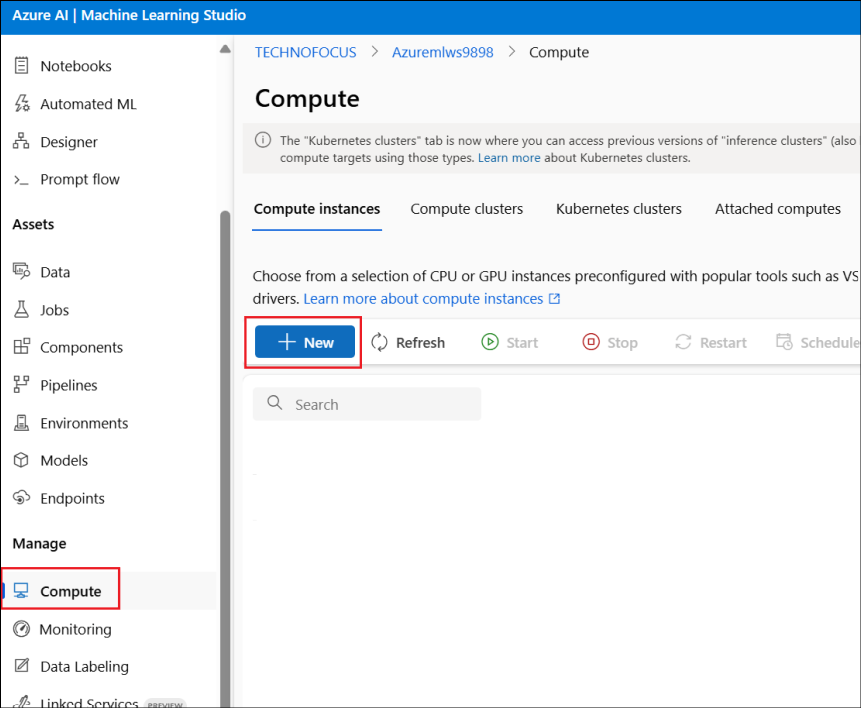 Azure AI | Machine Learning Studio
Notebooks
Automated ML
Designer
Prompt flow
Assets
Data
Jobs
Components
Pipelines
Environments
Models
Endpoints
Manage
Compute
Monitoring
Data Labeling
Linked Services PREVIEW
TECHNOFOCUS > Azuremlws9898 > Compute
Compute
The "Kubernetes clusters" tab is now where you can access previous versions of "inference clusters" (also
compute targets using those types. Learn more about Kubernetes clusters.
Compute instances Compute clusters Kubernetes clusters Attached computes
Choose from a selection of CPU or GPU instances preconfigured with popular tools such as VS
drivers. Learn more about compute instances
New Refresh Start Stop Restart Schedule
Search